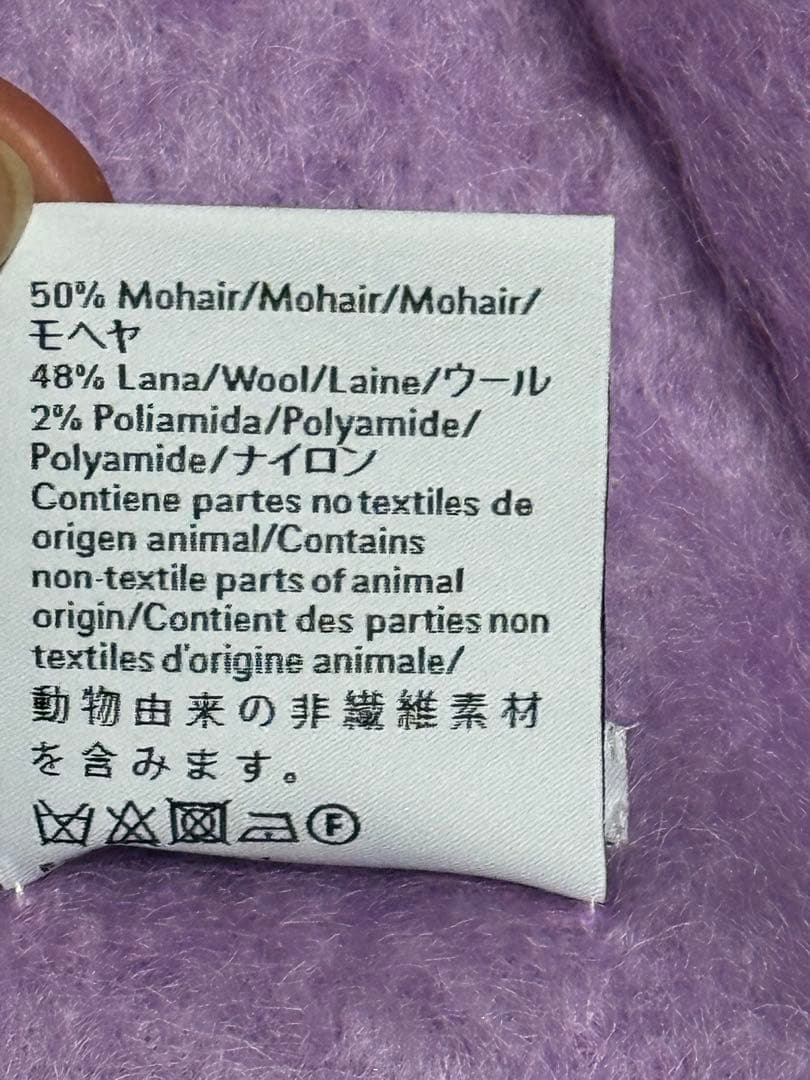 50% Mohair/Mohair/Mohair/
モヘヤ
48% Lana/Wool/Laine/ウール
2% Poliamida/Polyamide/
Polyamide/ナイロン
Contiene partes no textiles de
origen animal/Contains
non-textile parts of animal
origin/Contient des parties non
textiles d'origine animale/
動物由来の非繊維素材
を含みます。
F